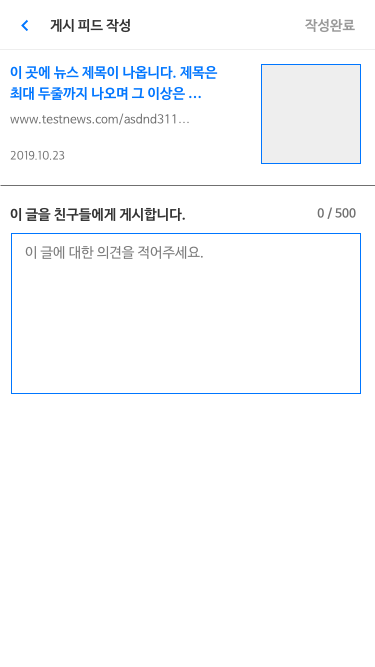 게시 피드 작성
작성완료
이 곳에 뉴스 제목이 나옵니다. 제목은
최대 두줄까지 나오며 그 이상은 ...
www.testnews.com/asdnd311...
2019.10.23
이 글을 친구들에게 게시합니다.
0 / 500
이 글에 대한 의견을 적어주세요.